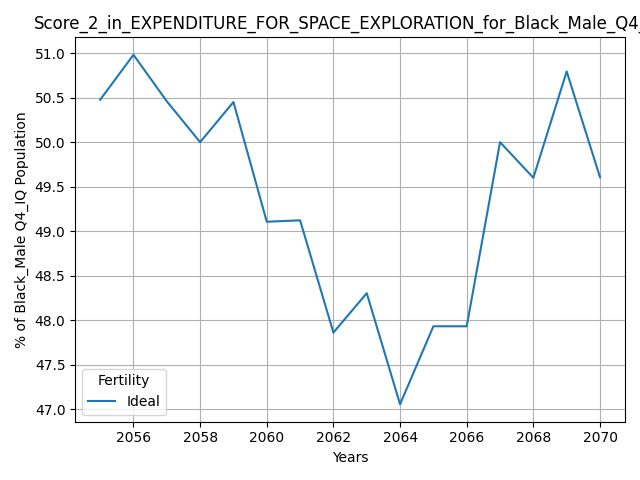 Score_2_in_EXPENDITURE_FOR_SPACE_EXPLORATION_for_Black_Male_Q4_
51.0
50.5
50.0
49.5
49.0
48.5
48.0
47.5
47.0
% of Black_Male Q4_IQ Population
Fertility
Ideal
2056 2058 2060 2062 2064 2066 2068 2070
Years